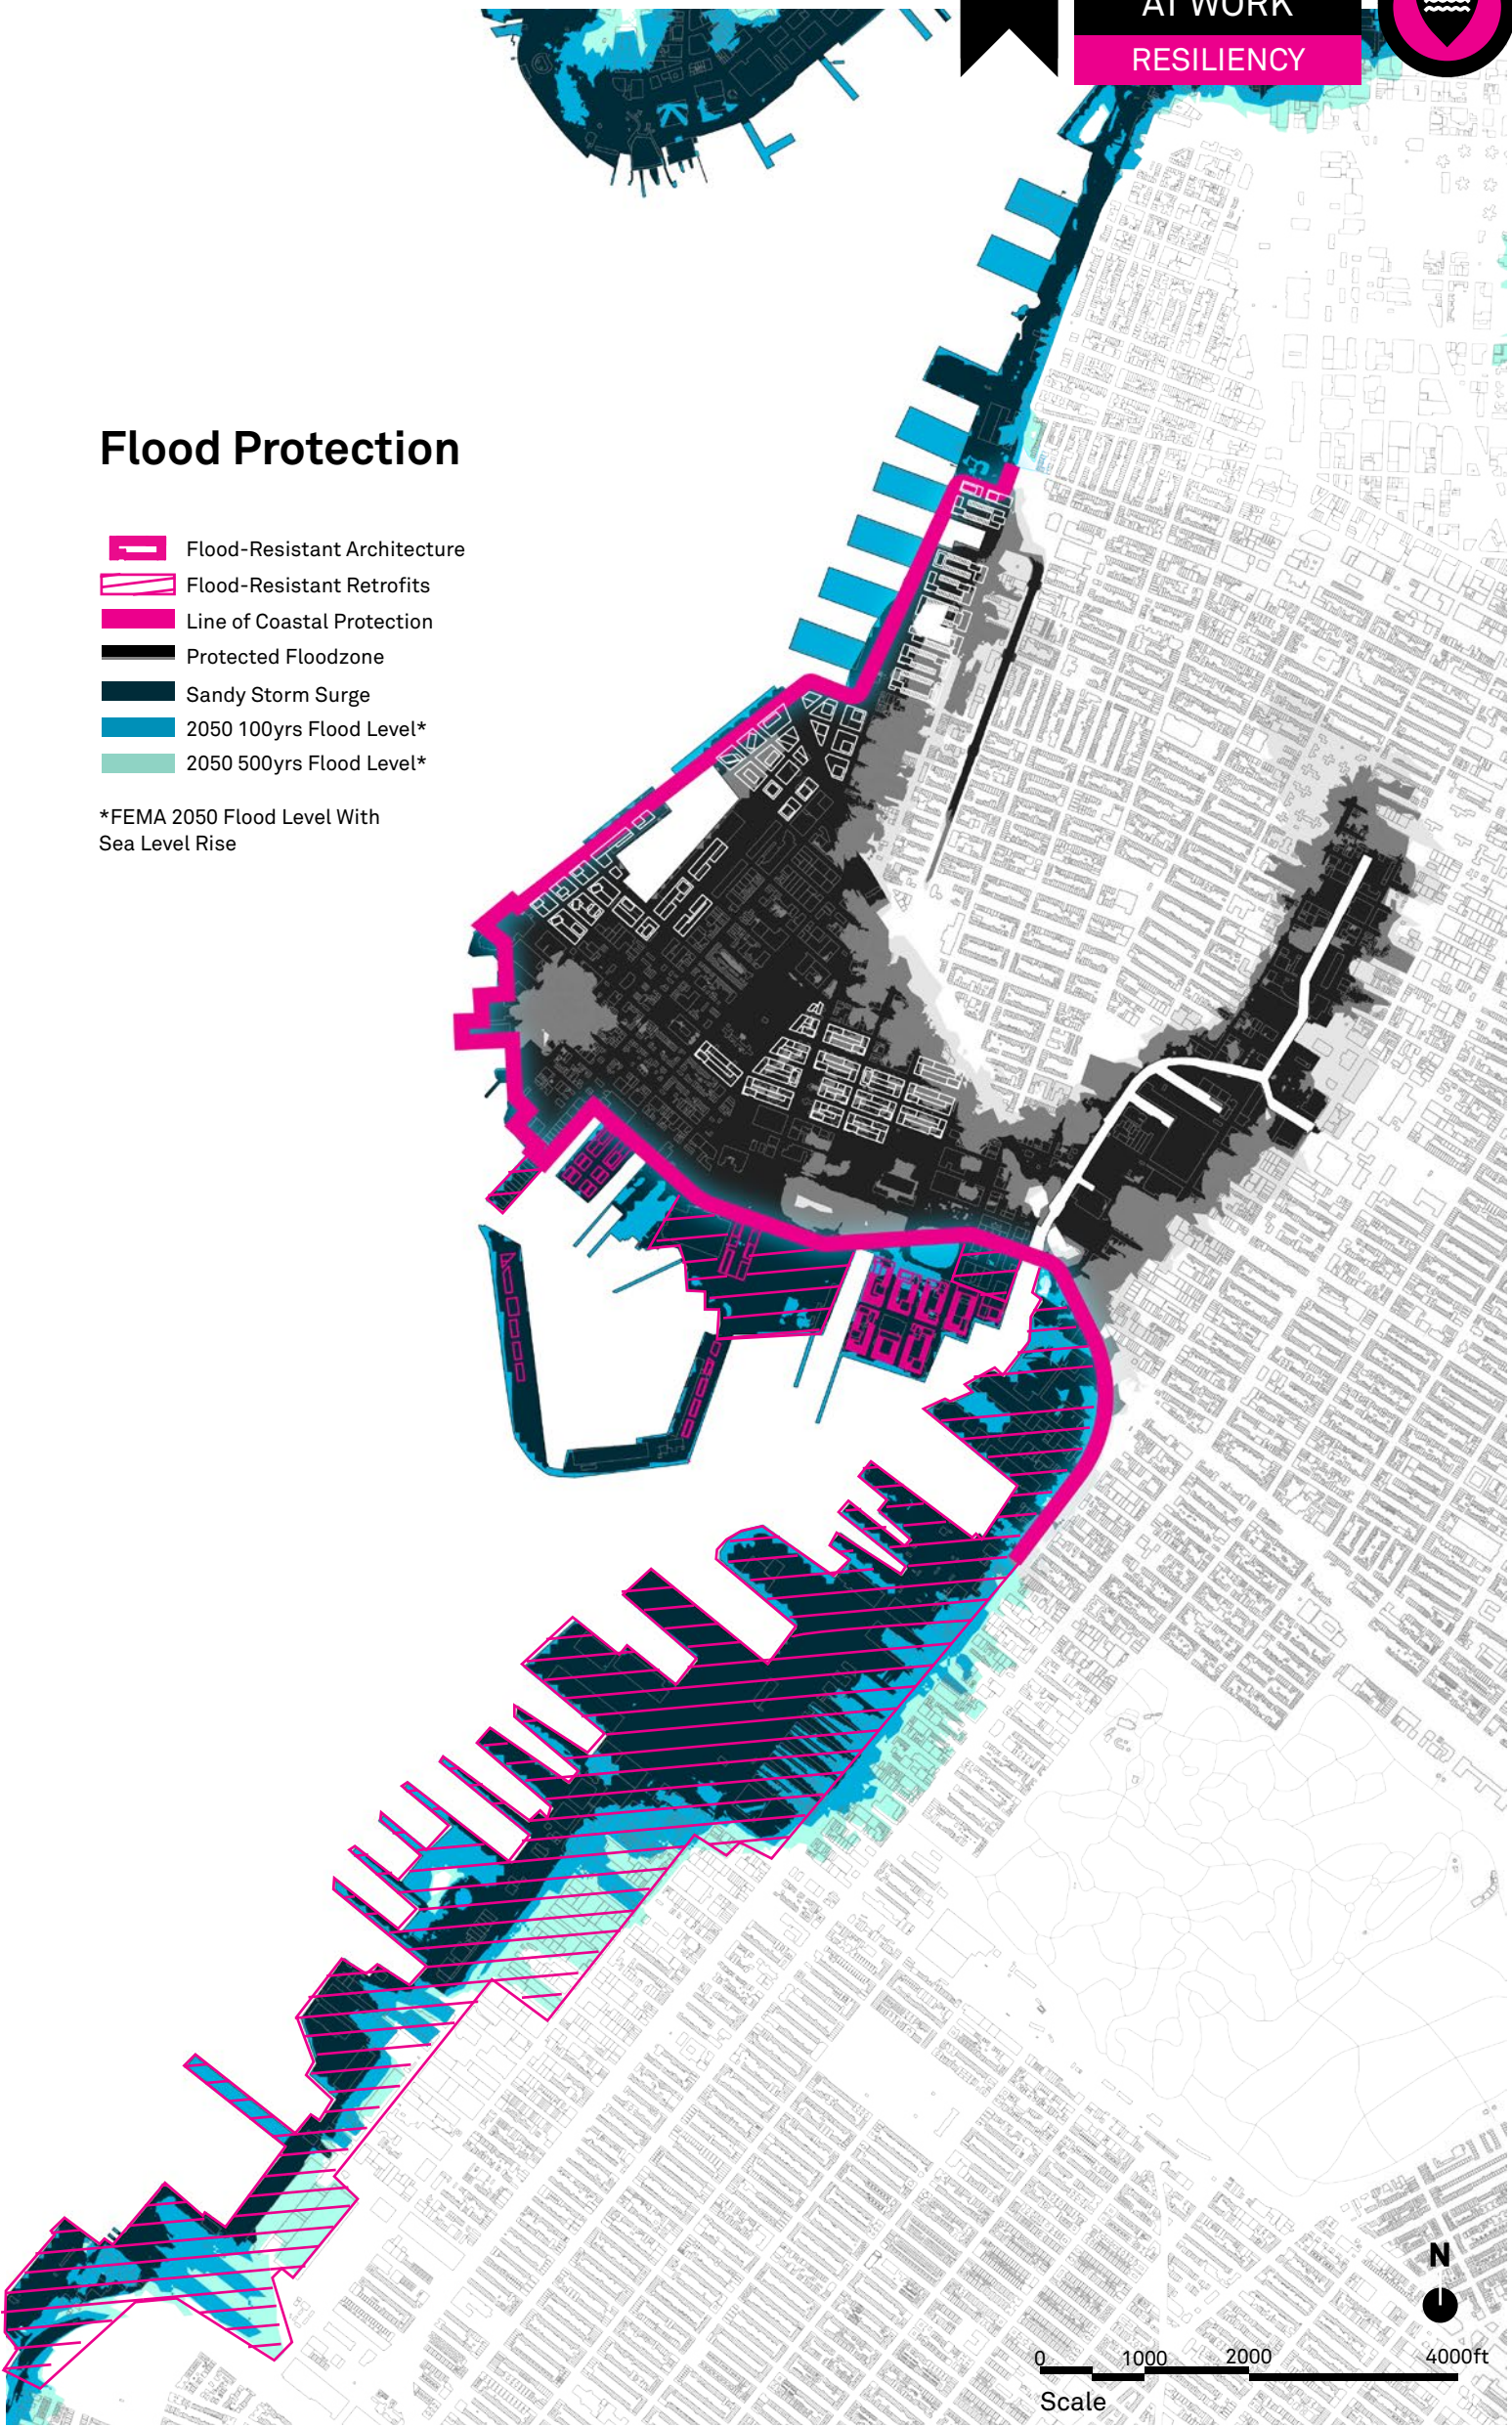 AT WORK
RESILIENCY
Flood Protection
Flood-Resistant Architecture
Flood-Resistant Retrofits
Line of Coastal Protection
Protected Floodzone
Sandy Storm Surge
2050 100yrs Flood Level*
2050 500yrs Flood Level*
*FEMA 2050 Flood Level With
Sea Level Rise
N
0 1000 2000 4000ft
Scale